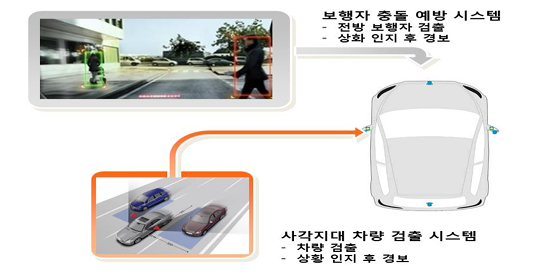 보행자 충돌 예방 시스템
- 전방 보행자 검출
- 상화 인지 후 경보
사각지대 차량 검출 시스템
- 차량 검출
- 상황 인지 후 경보